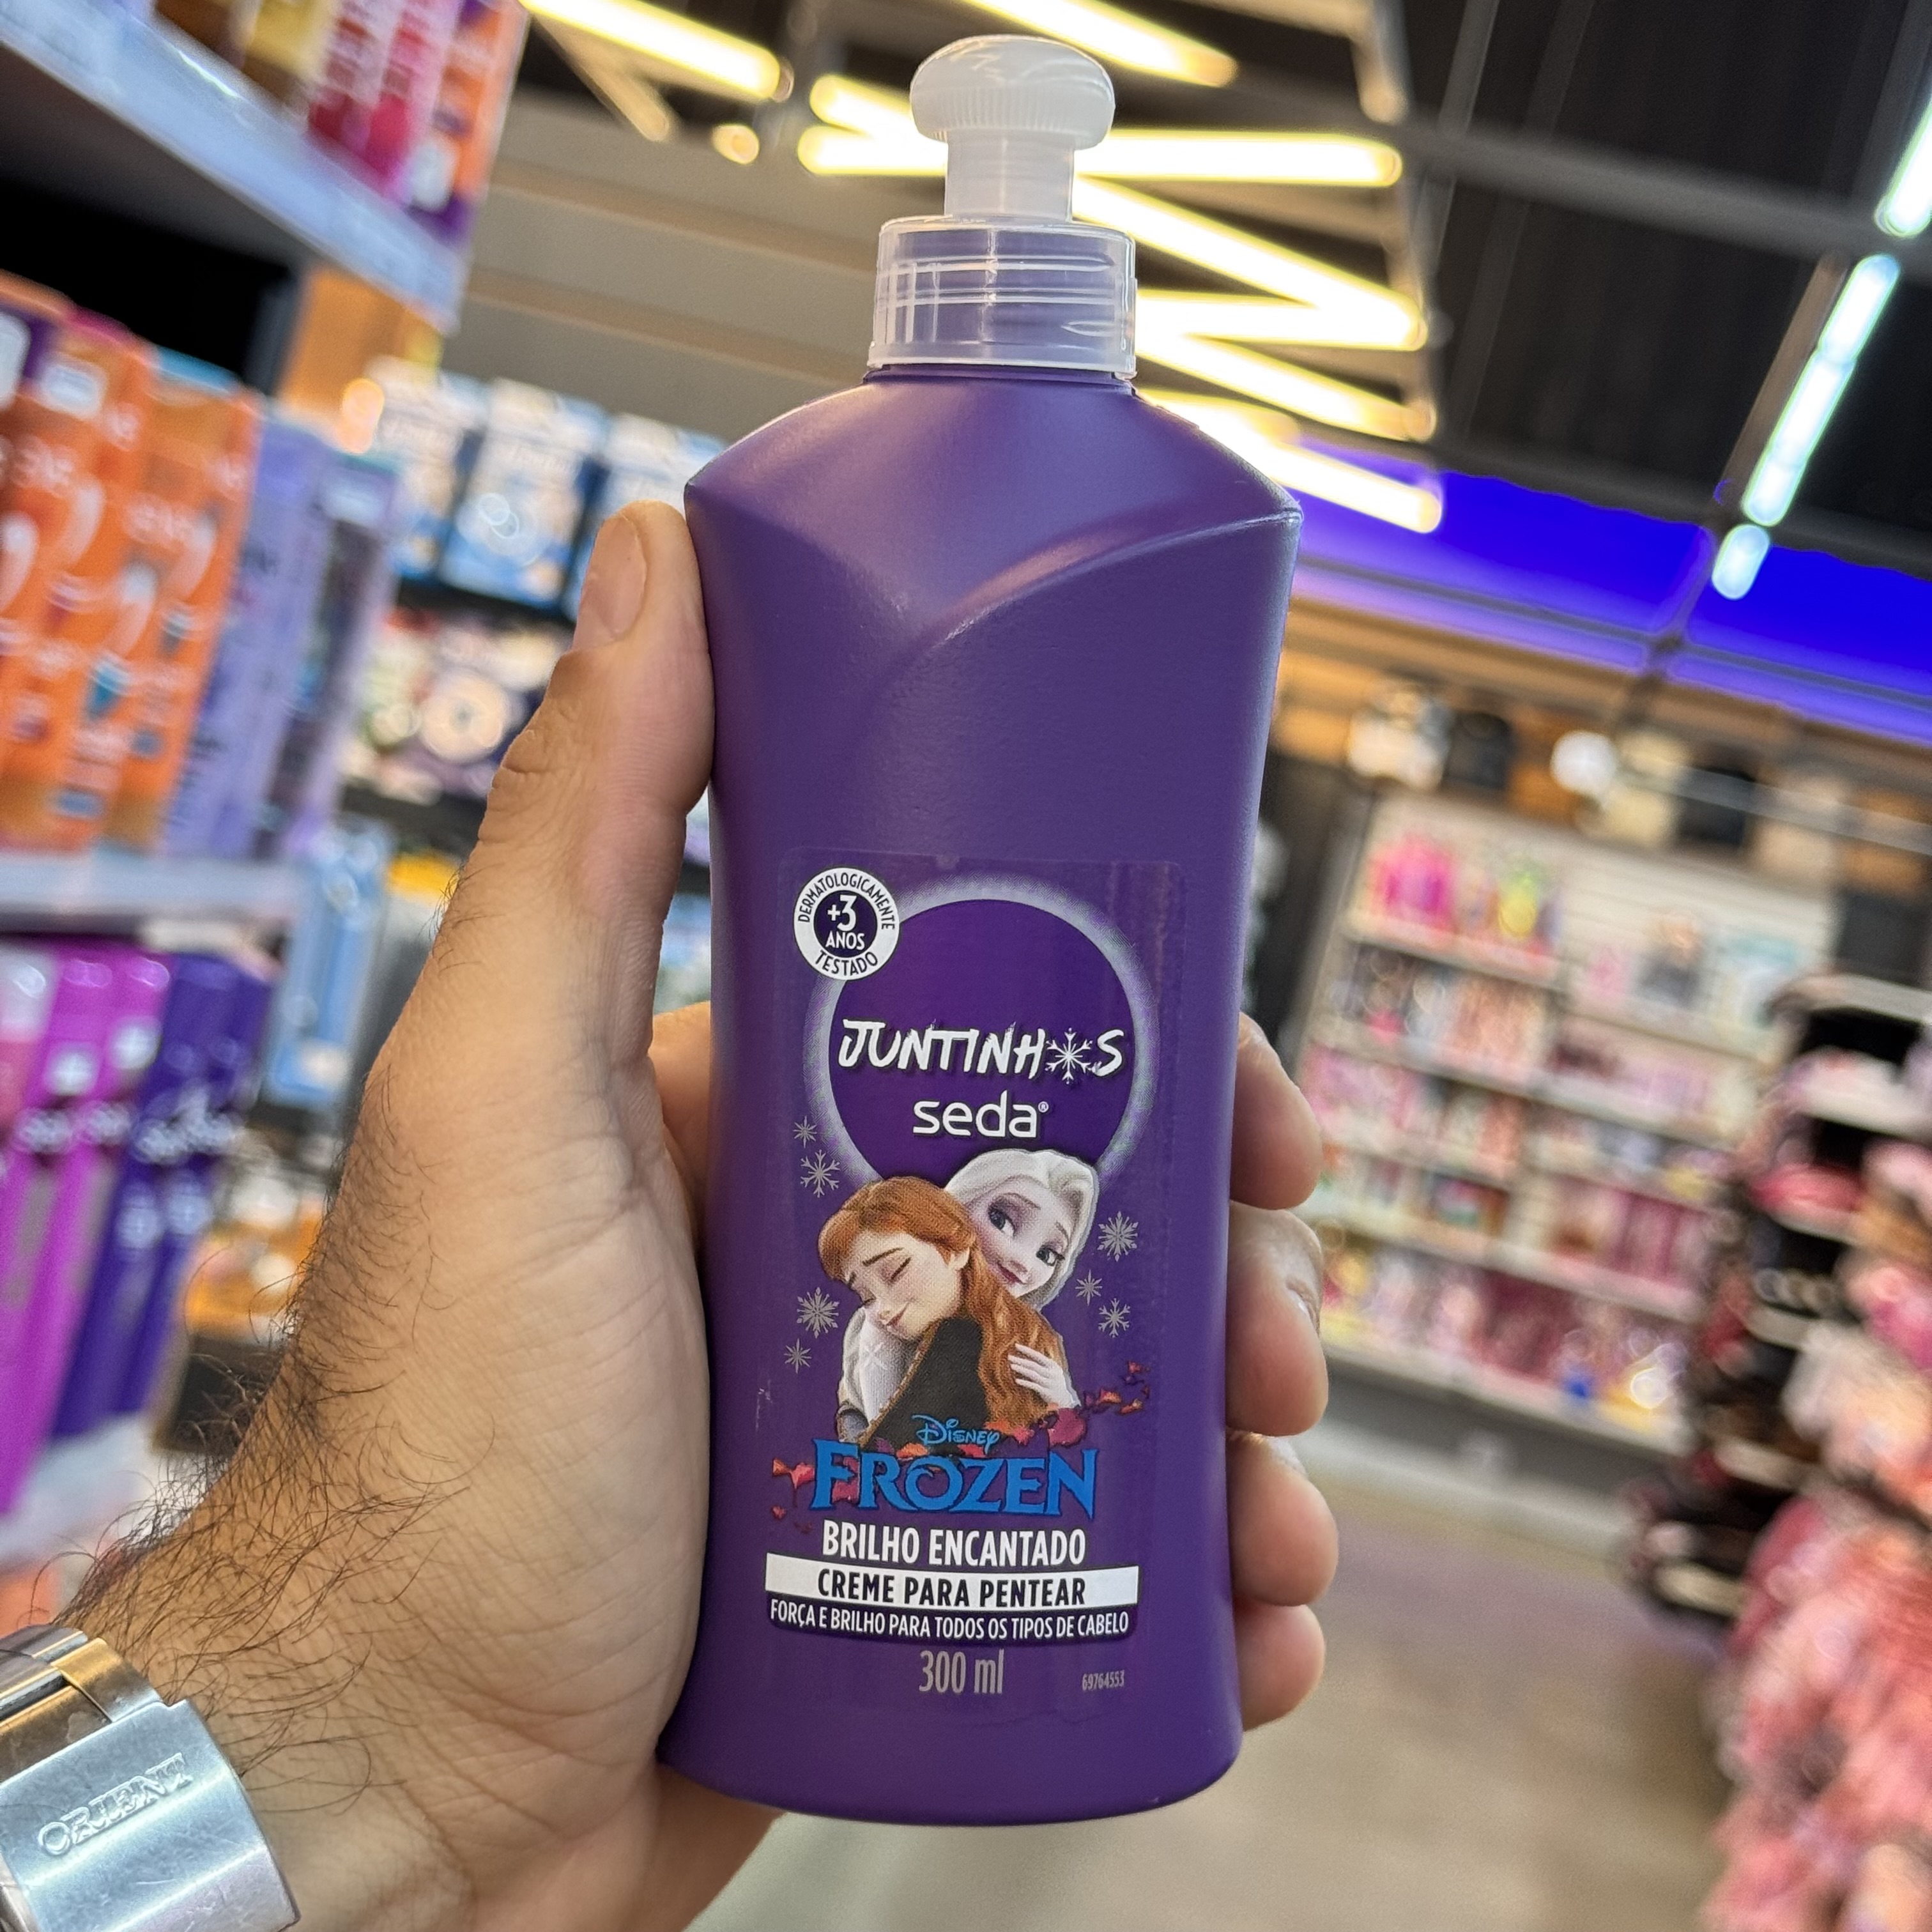 DERMATOLOGICAMENTE
+3
ANOS
TESTADO
JUNTINHOS
seda®
Disney
FROZEN
BRILHO ENCANTADO
CREME PARA PENTEAR
FORÇA E BRILHO PARA TODOS OS TIPOS DE CABELO
300 ml
69764553
ORIENT